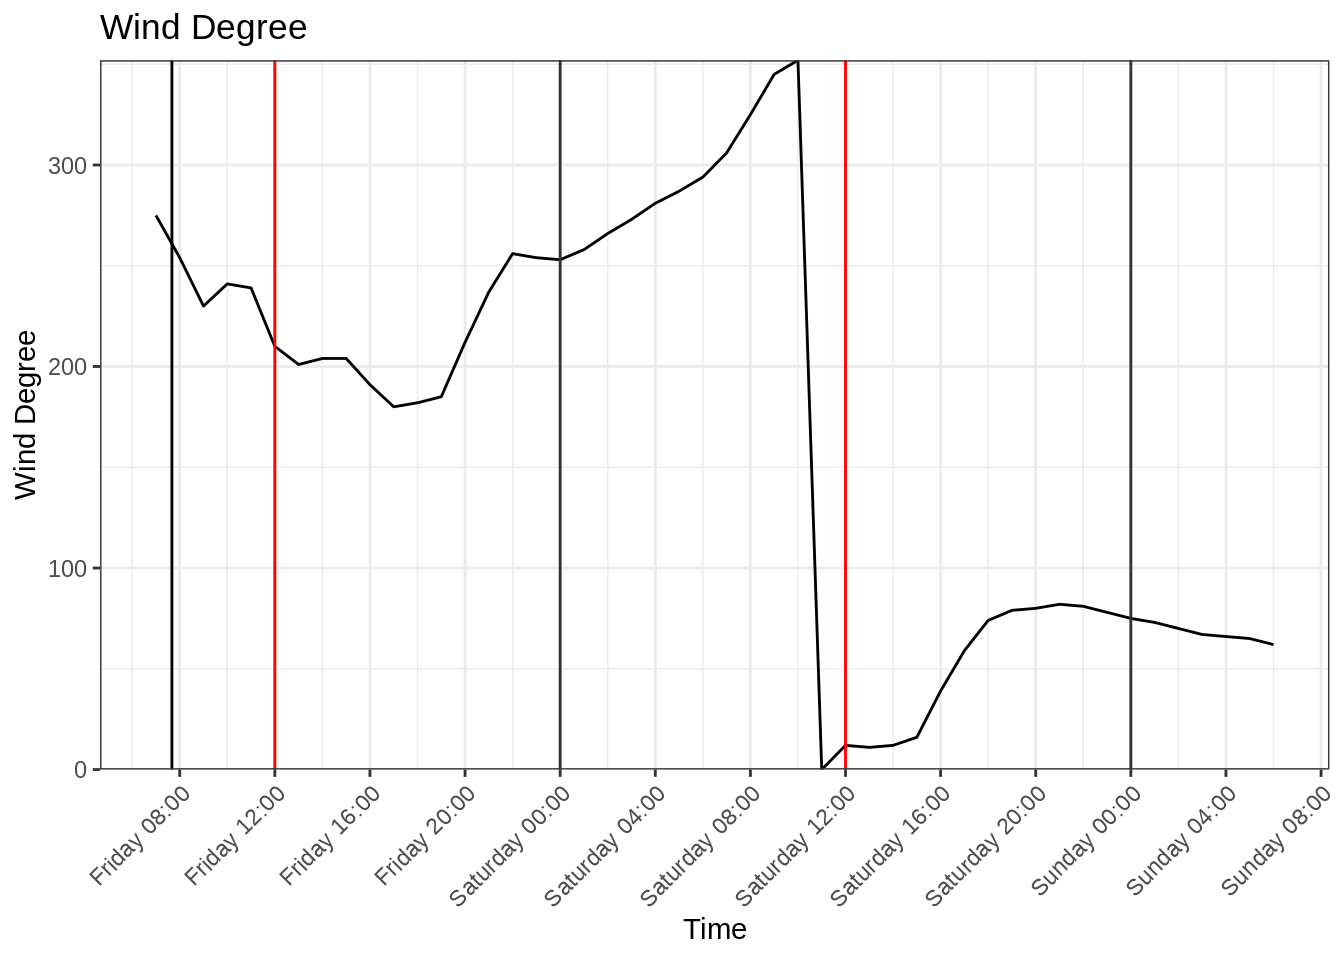 Wind Degree
Wind Degree
300
200
100
0
Friday 08:00
Friday 12:00
Friday 16:00
Friday 20:00
Saturday 00:00
Saturday 04:00
Saturday 08:00
Saturday 12:00
Saturday 16:00
Saturday 20:00
Sunday 00:00
Sunday 04:00
Sunday 08:00
Time